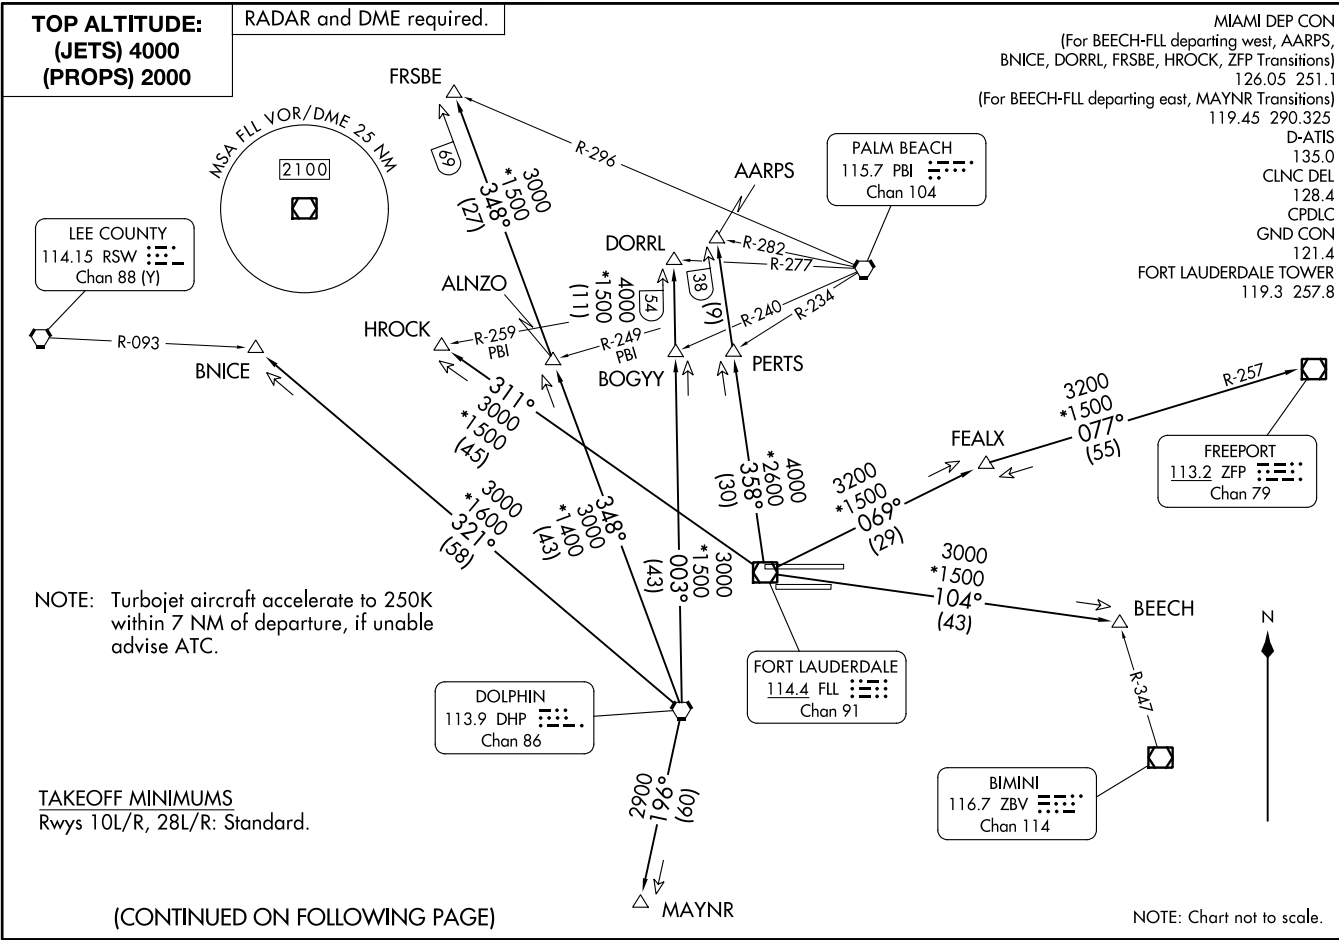 TOP ALTITUDE:
(JETS) 4000
(PROPS) 2000
RADAR and DME required.
MIAMI DEP CON
(For BEECH-FLL departing west, AARPS,
BNICE, DORRL, FRSBE, HROCK, ZFP Transitions)
126.05 251.1
(For BEECH-FLL departing east, MAYNR Transitions)
119.45 290.325
D-ATIS
135.0
CLNC DEL
128.4
CPDLC
GND CON
121.4
FORT LAUDERDALE TOWER
119.3 257.8
MSA FLL VOR/DME 25 NM
2100
FRSBE
69
3000
*1500
348°
(27)
R-296
PALM BEACH
115.7 PBI
Chan 104
AARPS
LEE COUNTY
114.15 RSW
Chan 88 (Y)
R-093
BNICE
DORRL
R-282
R-277
38
(9)
54
4000
*1500
(11)
ALNZO
HROCK
R-259
PBI
R-249
PBI
R-240
R-234
BOGYY
PERTS
311°
3000
*1500
(45)
3000
*1600
321°
(58)
348°
3000
*1400
(43)
3000
*1500
003°
(43)
4000
*2600
358°
(30)
FEALX
3200
*1500
069°
(29)
3200
*1500
077°
(55)
R-257
FREEPORT
113.2 ZFP
Chan 79
3000
*1500
104°
(43)
BEECH
R-347
N
NOTE: Turbojet aircraft accelerate to 250K
within 7 NM of departure, if unable
advise ATC.
FORT LAUDERDALE
114.4 FLL
Chan 91
DOLPHIN
113.9 DHP
Chan 86
BIMINI
116.7 ZBV
Chan 114
2900
196°
(60)
MAYNR
TAKEOFF MINIMUMS
Rwys 10L/R, 28L/R: Standard.
(CONTINUED ON FOLLOWING PAGE)
NOTE: Chart not to scale.